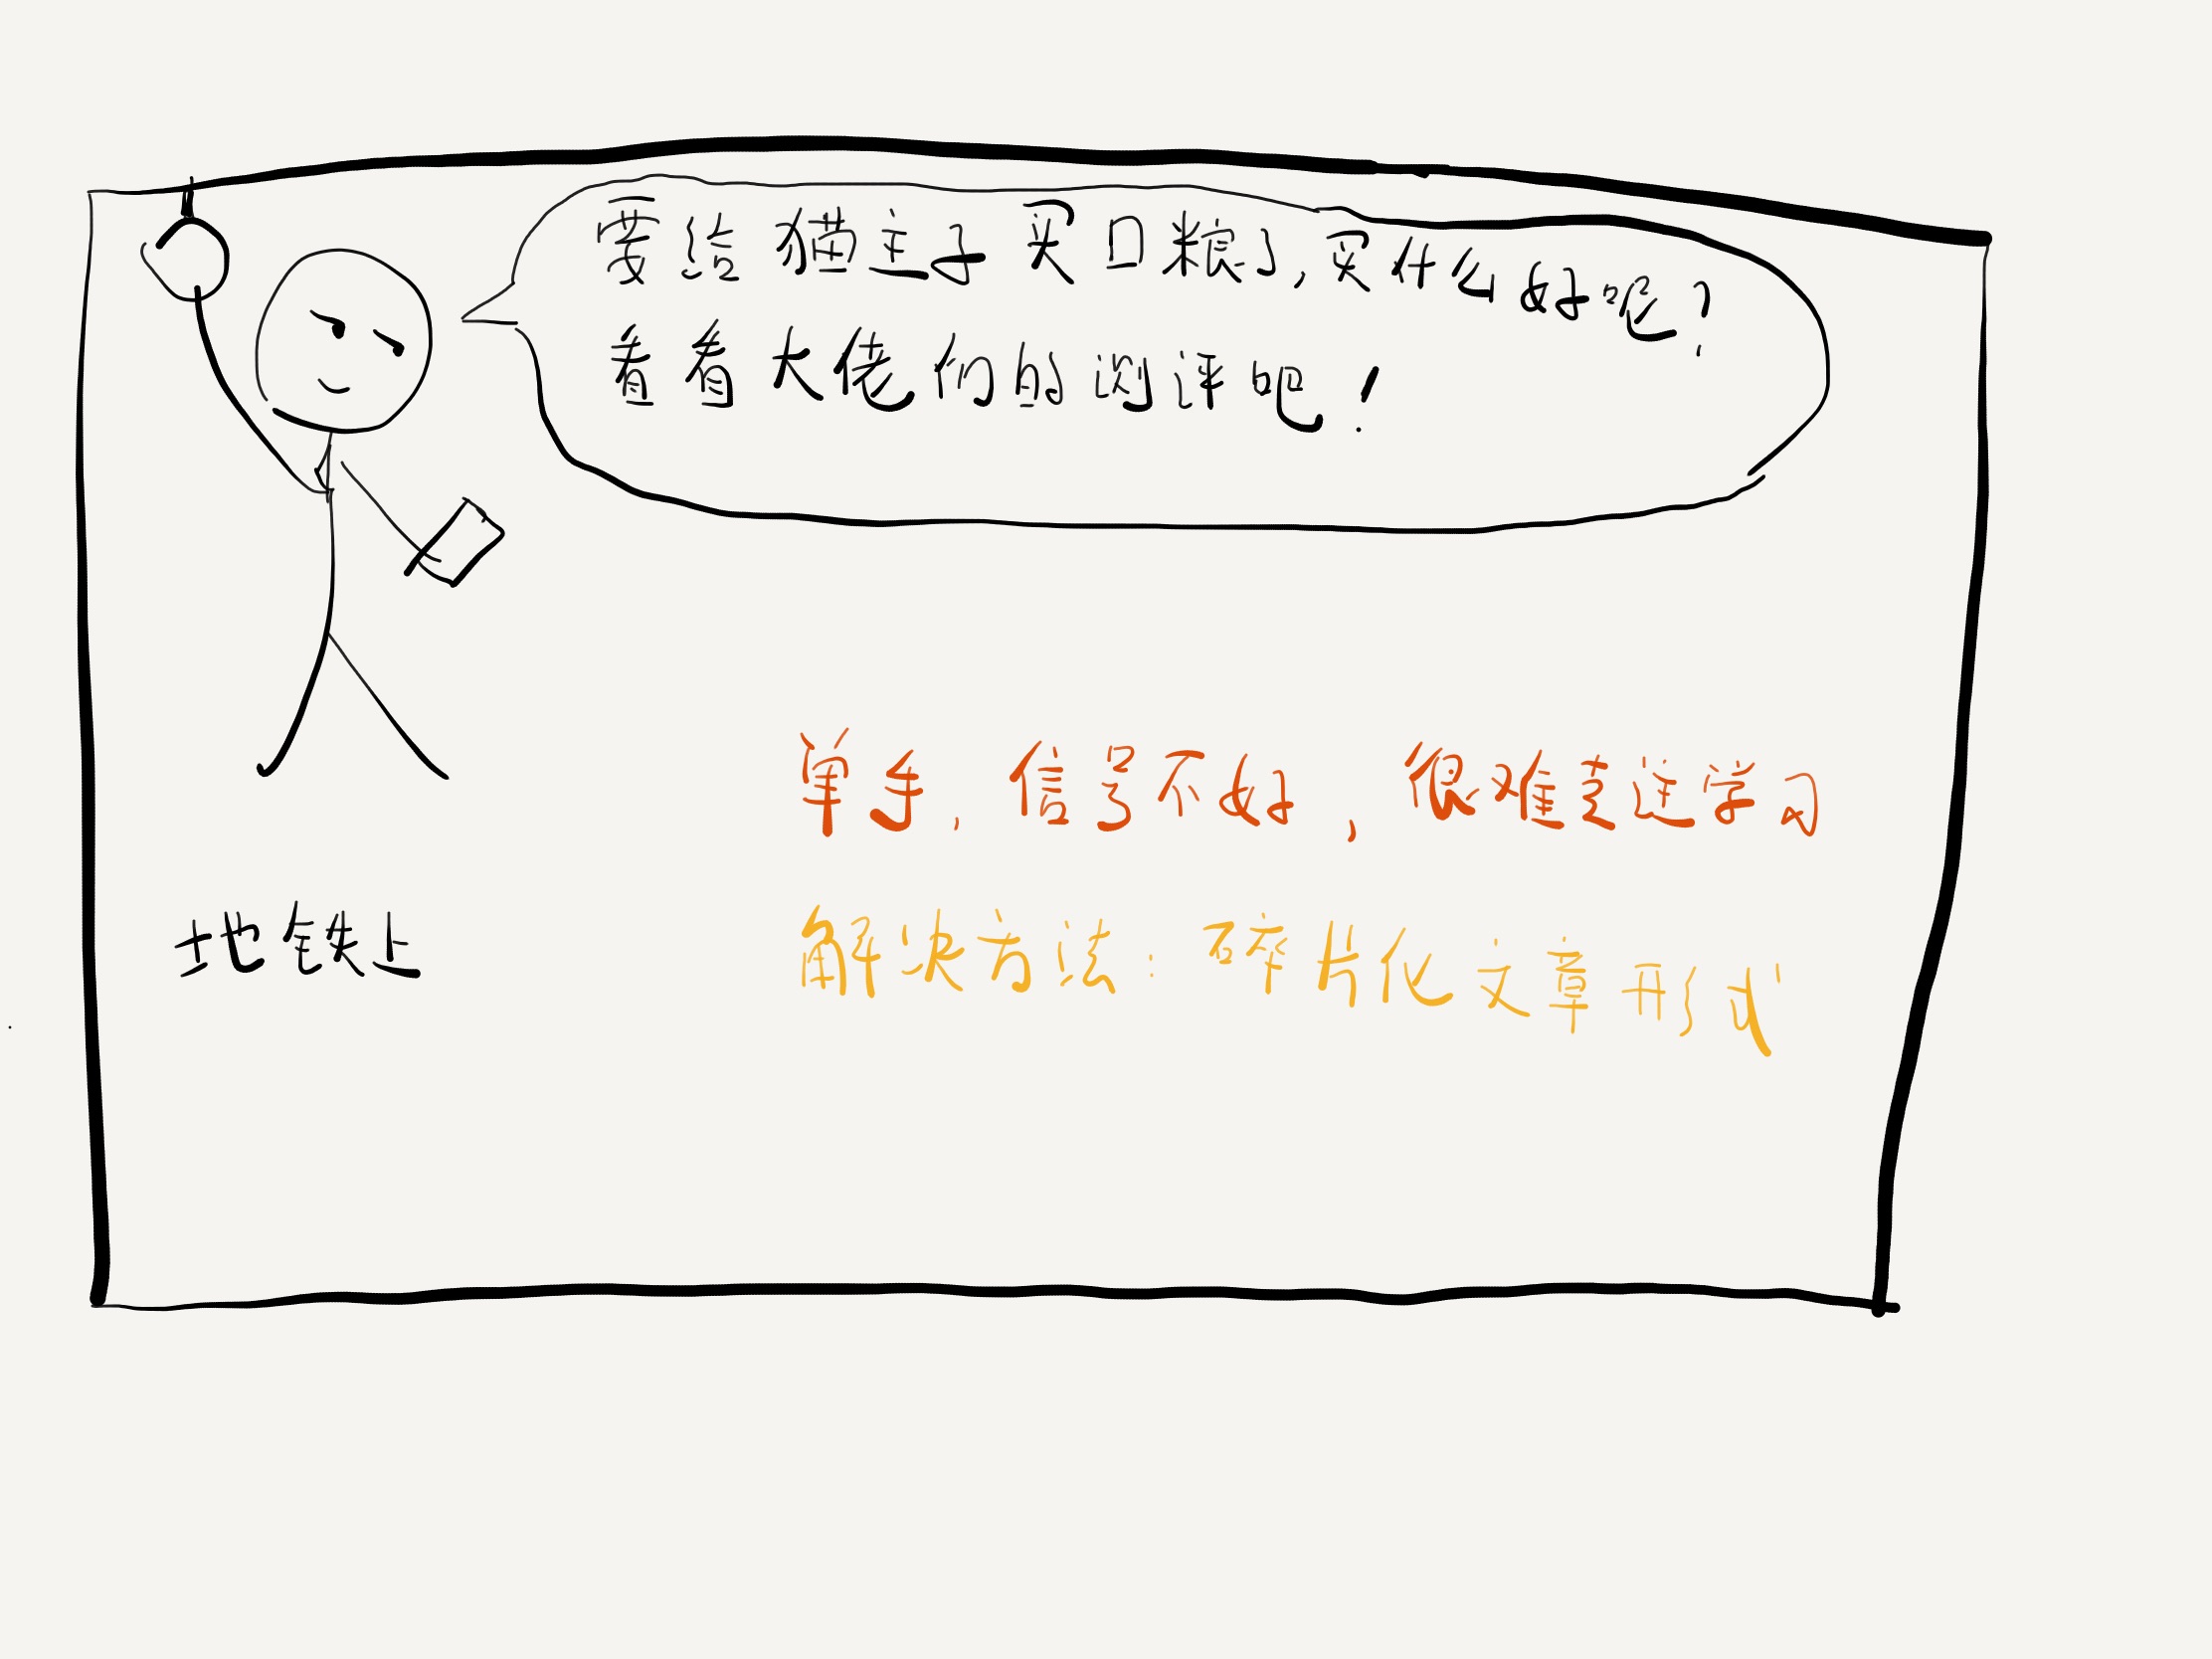 要给猫主子买口粮了,买什么好呢?
看看大佬们的测评吧!
单手,信号不好,很难
学习
解决方法:碎片化文章形式
地铁上